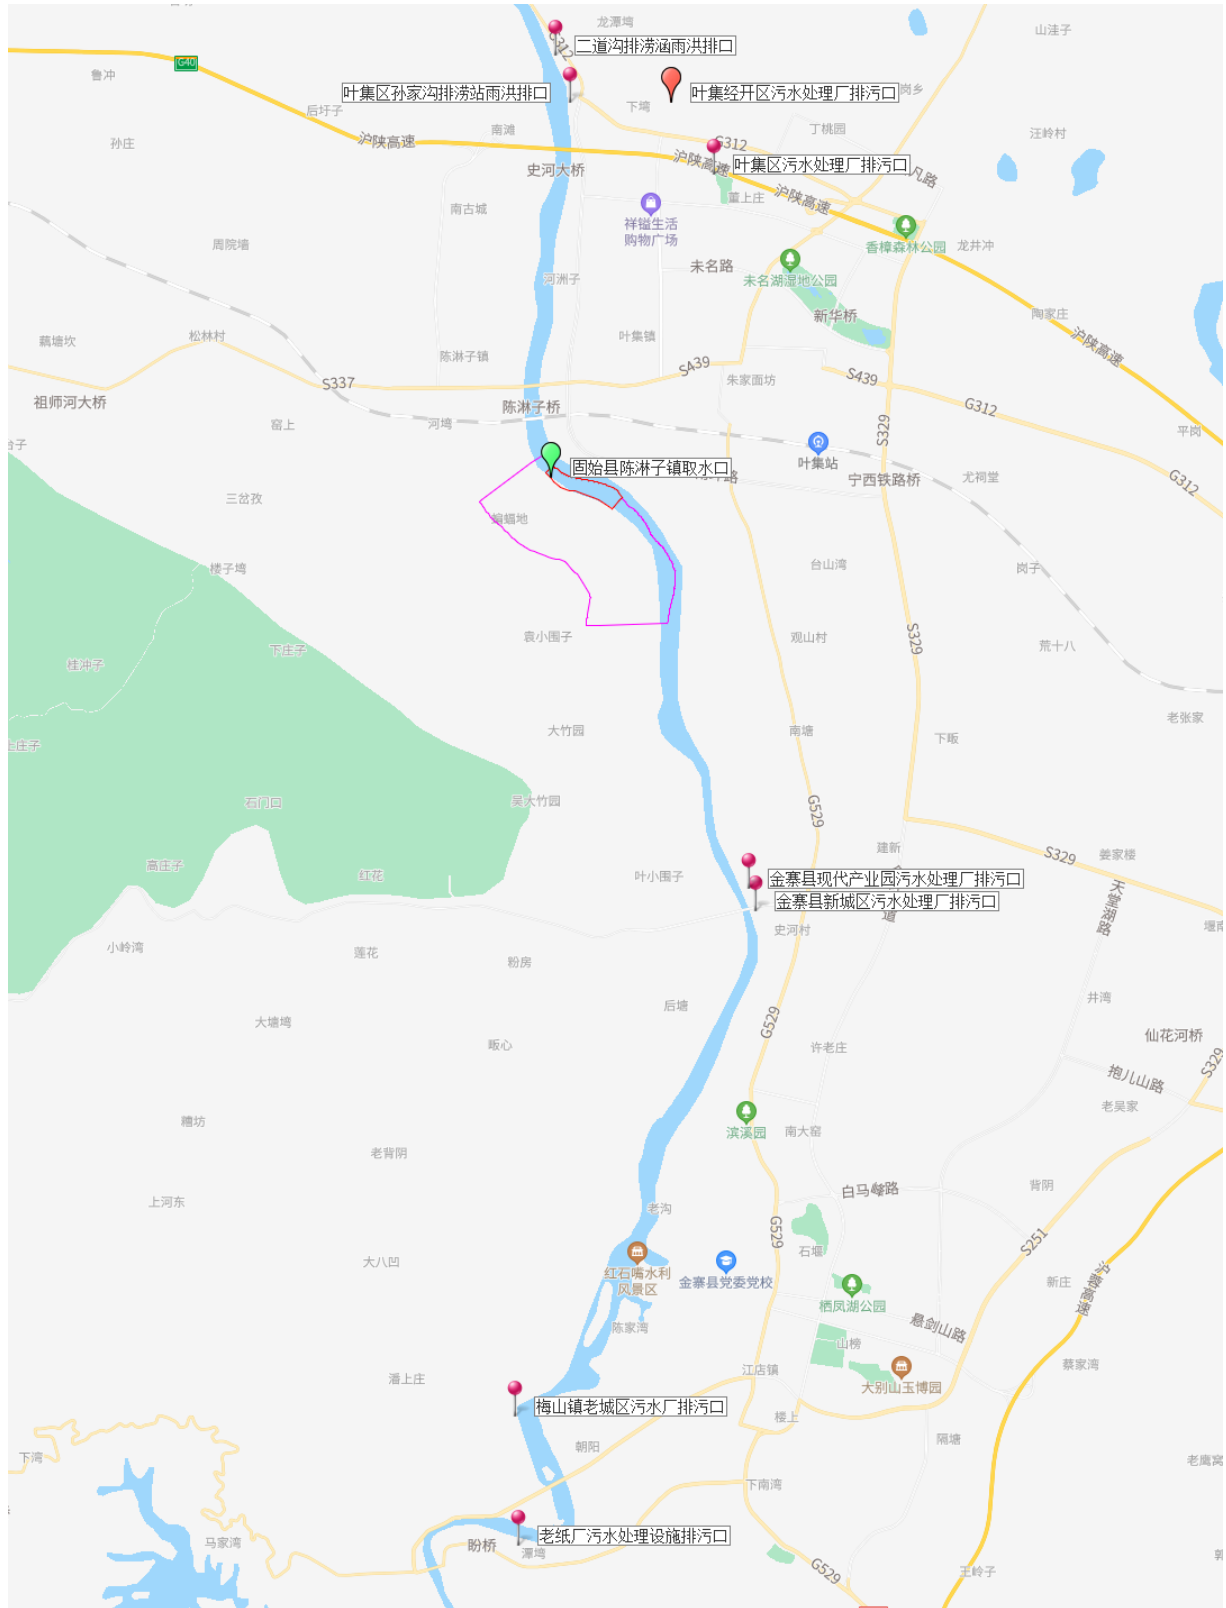 龙潭塆
G312
二道沟排涝涵雨洪排口
山洼子
G40
鲁冲
叶集区孙家沟排涝站雨洪排口
叶集经开区污水处理厂排污口
岗乡
后圩子
下塆
孙庄
沪陕高速
南滩
S312
丁桃园
汪岭村
史河大桥
沪陕高速
叶集区污水处理厂排污口
凡路
董上庄
沪陕高速
南古城
祥镒生活
购物广场
周院墙
香樟森林公园
龙井冲
未名路
河洲子
未名湖湿地公园
新华桥
陶家庄
藕塘坎
松林村
叶集镇
沪陕高速
陈淋子镇
S439
朱家面坊
S439
S337
祖师河大桥
陈淋子桥
G312
窑上
河塆
S329
平岗
台子
叶集站
固始县陈淋子镇取水口
路
宁西铁路桥
尤祠堂
G312
三岔孜
蝙蝠地
楼子塆
台山湾
岗子
袁小围子
观山村
S329
荒十八
下庄子
桂冲子
老张家
大竹园
南塘
下畈
上庄子
石门口
吴大竹园
G529
建新
S329
姜家楼
高庄子
红花
叶小围子
金寨县现代产业园污水处理厂排污口
金寨县新城区污水处理厂排污口
道
天堂湖路
史河村
堰南
小岭湾
莲花
粉房
后塘
井湾
大塘塆
G529
畈心
许老庄
仙花河桥
S329
抱儿山路
老吴家
糟坊
滨溪园
南大窑
老背阴
上河东
白马峰路
背阴
老沟
G529
石堰
S251
大八凹
红石嘴水利
风景区
金寨县党委党校
沪蓉高速
新庄
栖凤湖公园
陈家湾
悬剑山路
山榜
江店镇
蔡家湾
潘上庄
大别山玉博园
梅山镇老城区污水厂排污口
楼上
朝阳
隔塘
下湾
老鹰窝
下南湾
老纸厂污水处理设施排污口
马家湾
盼桥
潭塆
G529
王岭子
郭